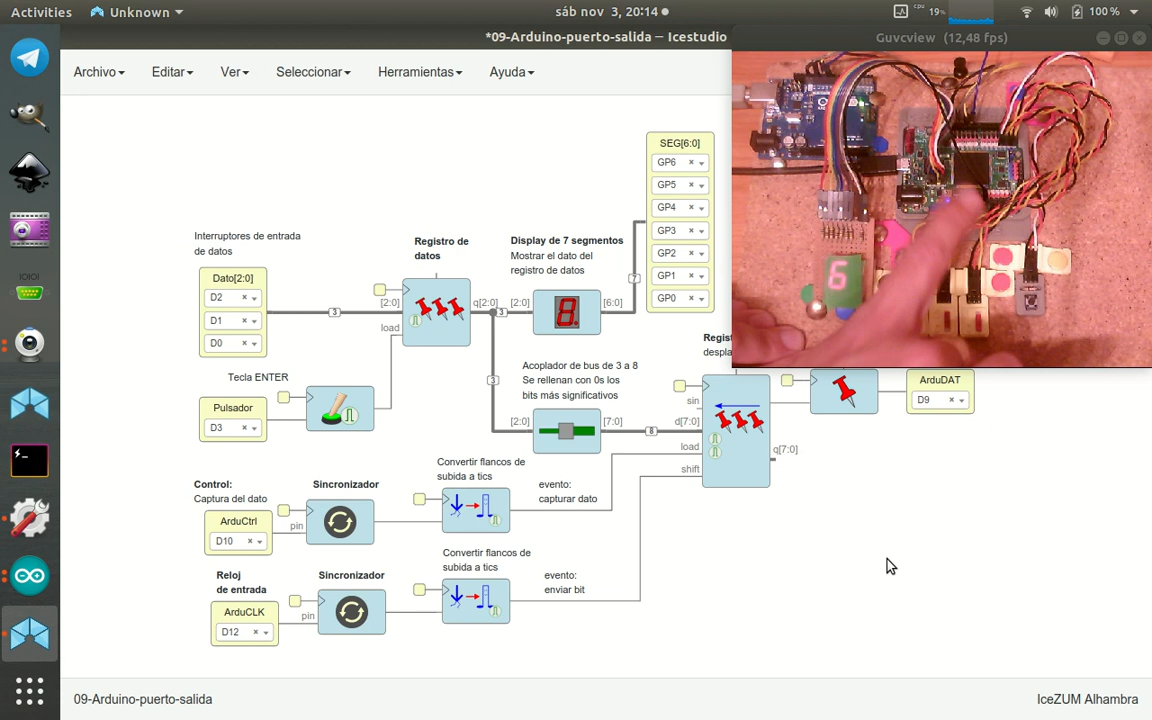 Activities
Unknown
sáb nov 3, 20:14
cpu
19%
100 %
*09-Arduino-puerto-salida — Icestudio
Guvcview (12,48 fps)
Archivo
Editar
Ver
Seleccionar
Herramientas
Ayuda
SEG[6:0]
GP6
GP5
GP4
GP3
GP2
GP1
GP0
Interruptores de entrada
de datos
Dato[2:0]
D2
D1
D0
3
Registro de
datos
[2:0]
load
q[2:0]
3
Display de 7 segmentos
Mostrar el dato del
registro de datos
[2:0]
[6:0]
7
Tecla ENTER
Pulsador
D3
3
Acoplador de bus de 3 a 8
Se rellenan con 0s los
bits más significativos
[2:0]
[7:0]
8
Regist
despla
sin
d[7:0]
load
shift
q[7:0]
ArduDAT
D9
Control:
Captura del dato
ArduCtrl
D10
Sincronizador
pin
Convertir flancos de
subida a tics
evento:
capturar dato
Reloj
de entrada
ArduCLK
D12
Sincronizador
pin
Convertir flancos de
subida a tics
evento:
enviar bit
09-Arduino-puerto-salida
IceZUM Alhambra
6